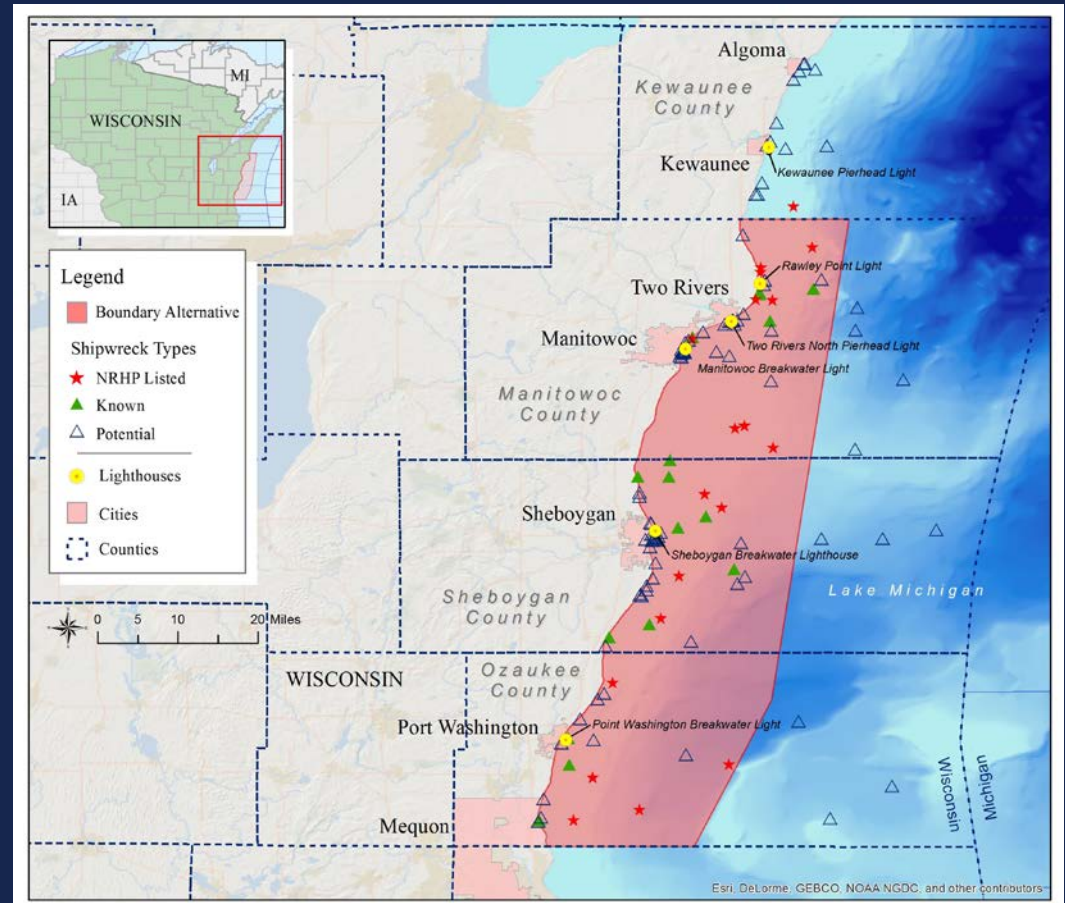 MI
WISCONSIN
IA
Legend
Boundary Alternative
Shipwreck Types
NRHP Listed
Known
Potential
Lighthouses
Cities
Counties
0 5 10 20 Miles
Algoma
Kewaunee
County
Kewaunee
Kewaunee Pierhead Light
Rawley Point Light
Two Rivers
Manitowoc
Two Rivers North Pierhead Light
Manitowoc Breakwater Light
Manitowoc
County
Sheboygan
Sheboygan Breakwater Lighthouse
Sheboygan
County
Lake Michigan
WISCONSIN
Ozaukee
County
Port Washington
Point Washington Breakwater Light
Wisconsin
Michigan
Mequon
Esri, DeLorme, GEBCO, NOAA NGDC, and other contributors